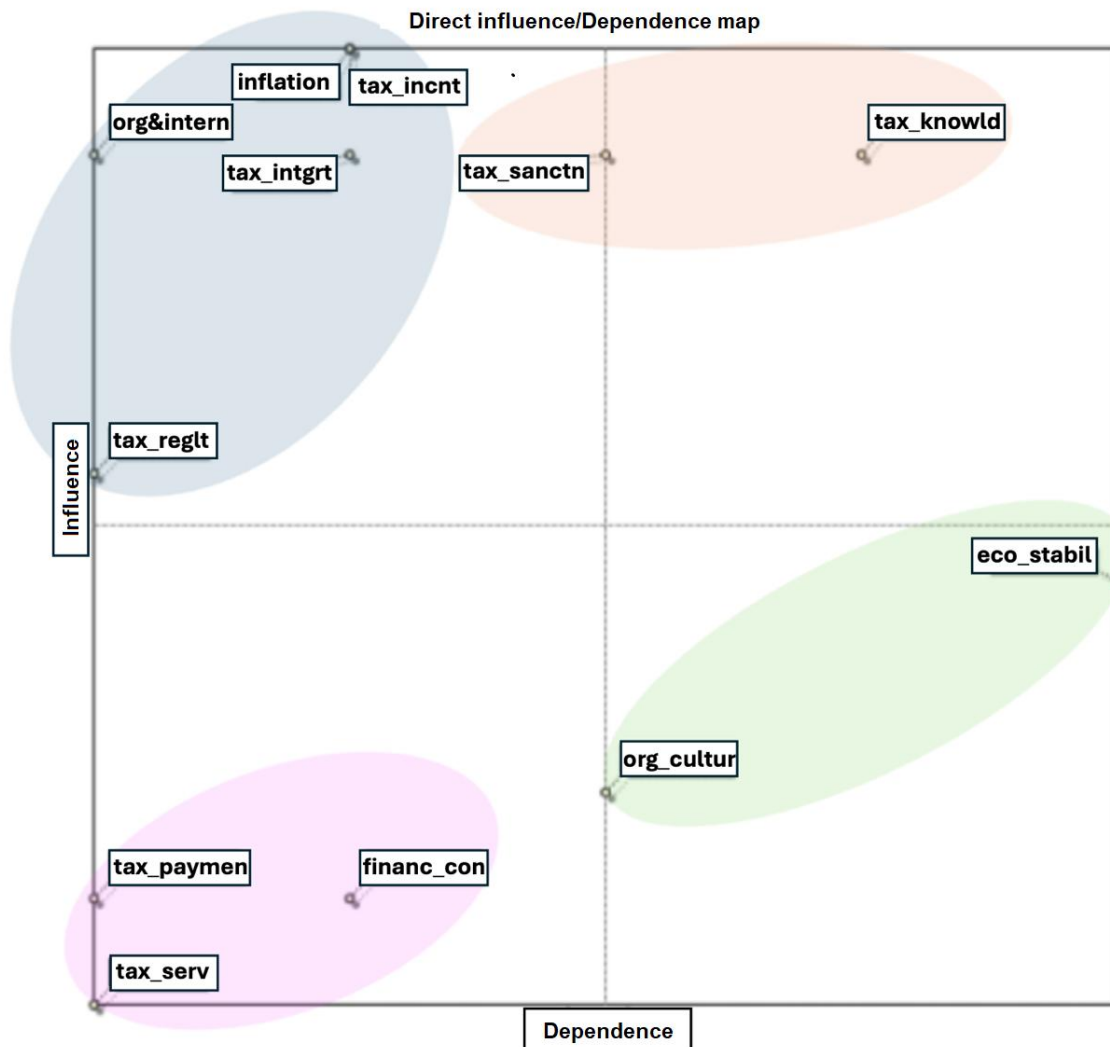 Direct influence/Dependence map
inflation
tax_incnt
org&intern
tax_knowld
tax_intgrt
tax_sanctn
tax_reglt
Influence
eco_stabil
org_cultur
tax_paymen
financ_con
tax_serv
Dependence